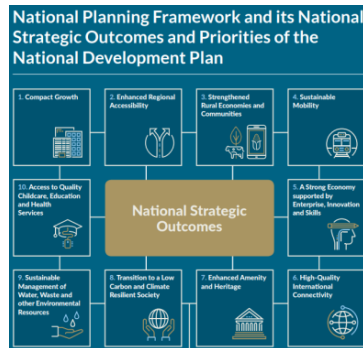 National Planning Framework and its National
Strategic Outcomes and Priorities of the
National Development Plan
1. Compact Growth
2. Enhanced Regional
Accessibility
3. Strengthened
Rural Economies and
Communities
4. Sustainable
Mobility
10. Access to Quality
Childcare, Education
and Health
Services
National Strategic
Outcomes
5. A Strong Economy
supported by
Enterprise, Innovation
and Skills
9. Sustainable
Management of
Water, Waste and
other Environmental
Resources
8. Transition to a Low
Carbon and Climate
Resilient Society
7. Enhanced Amenity
and Heritage
6. High-Quality
International
Connectivity